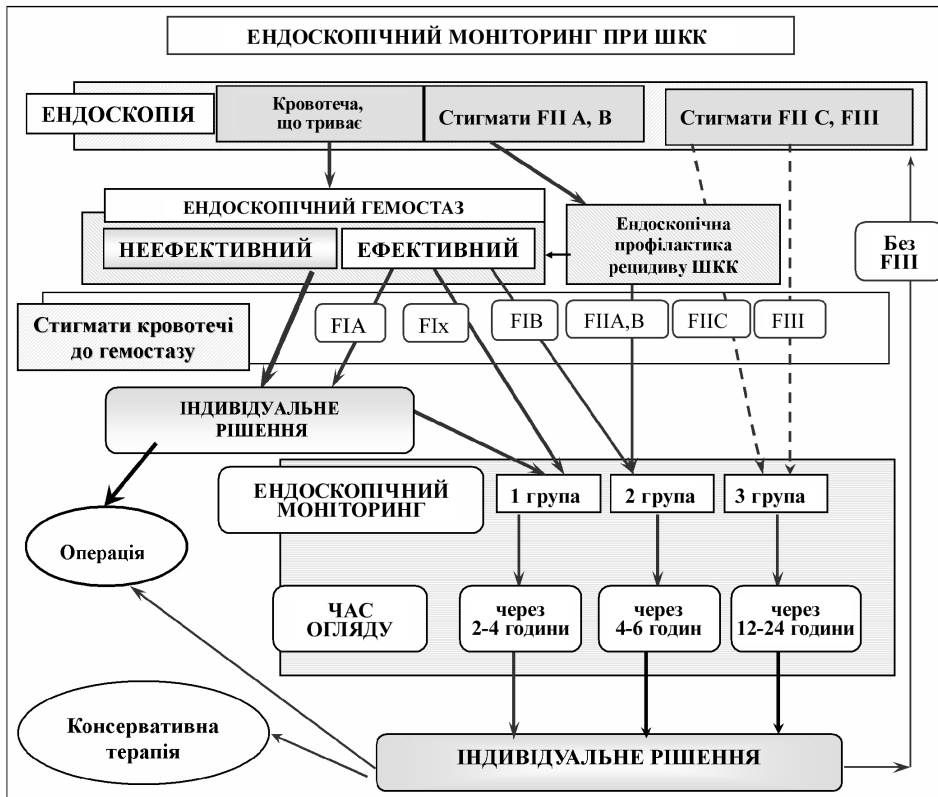 ЕНДОСКОПІЧНИЙ МОНІТОРИНГ ПРИ ШКК
ЕНДОСКОПІЯ
Кровотеча,
що триває
Стигмати FII A, B
Стигмати FII C, FIII
ЕНДОСКОПІЧНИЙ ГЕМОСТАЗ
НЕЕФЕКТИВНИЙ
ЕФЕКТИВНИЙ
Ендоскопічна
профілактика
рецидиву ШКК
Без
FIII
Стигмати кровотечі
до гемостазу
FIA
FIx
FIB
FIIA,B
FIIC
FIII
ІНДИВІДУАЛЬНЕ
РІШЕННЯ
ЕНДОСКОПІЧНИЙ
МОНІТОРИНГ
1 група
2 група
3 група
Операція
ЧАС
ОГЛЯДУ
через
2-4 години
через
4-6 годин
через
12-24 години
Консервативна
терапія
ІНДИВІДУАЛЬНЕ РІШЕННЯ